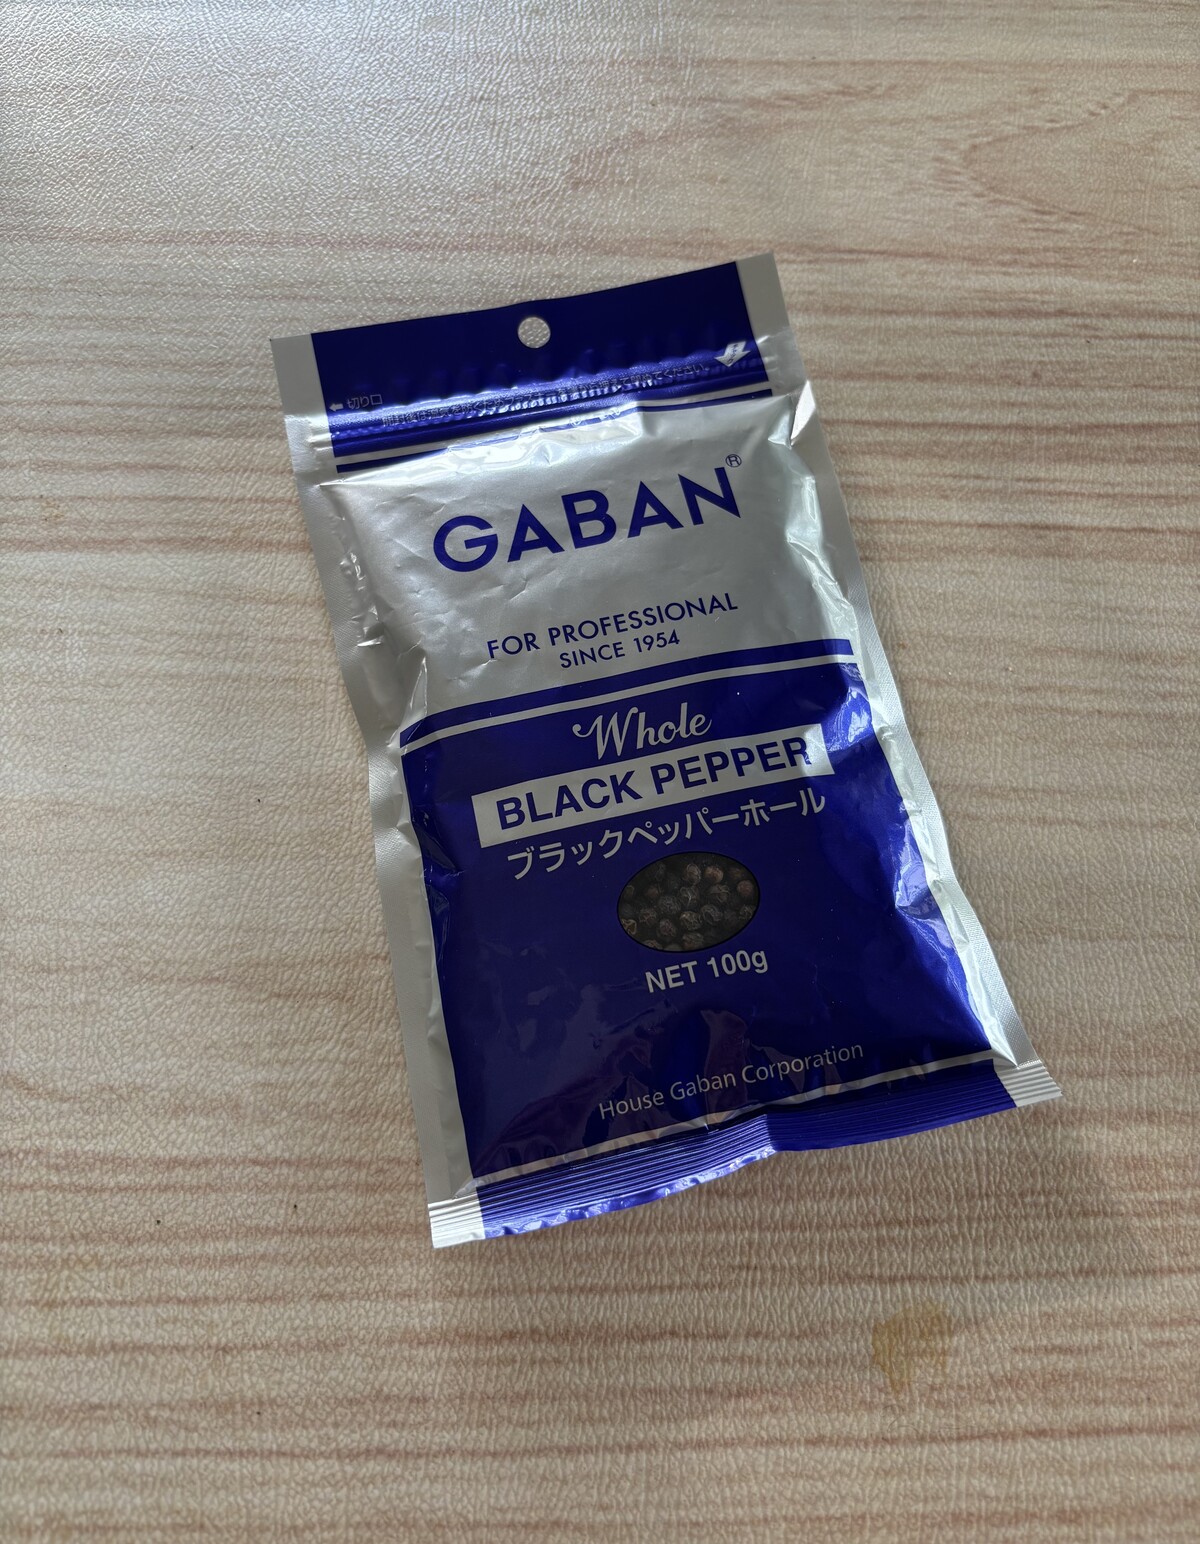 切り口
GABAN®
FOR PROFESSIONAL
SINCE 1954
Whole
BLACK PEPPER
ブラックペッパーホール
NET 100g
House Gaban Corporation